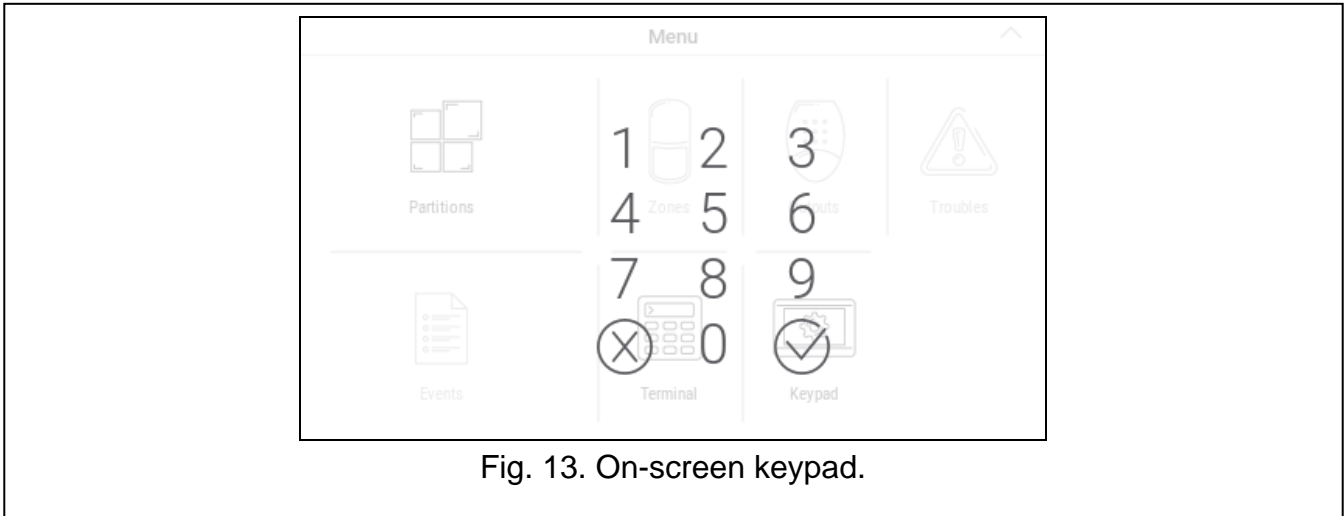 Menu
1 2 3
Partitions
4 Zones 5 6 uts Troubles
7 8 9
X 0
Events Terminal Keypad
Fig. 13. On-screen keypad.